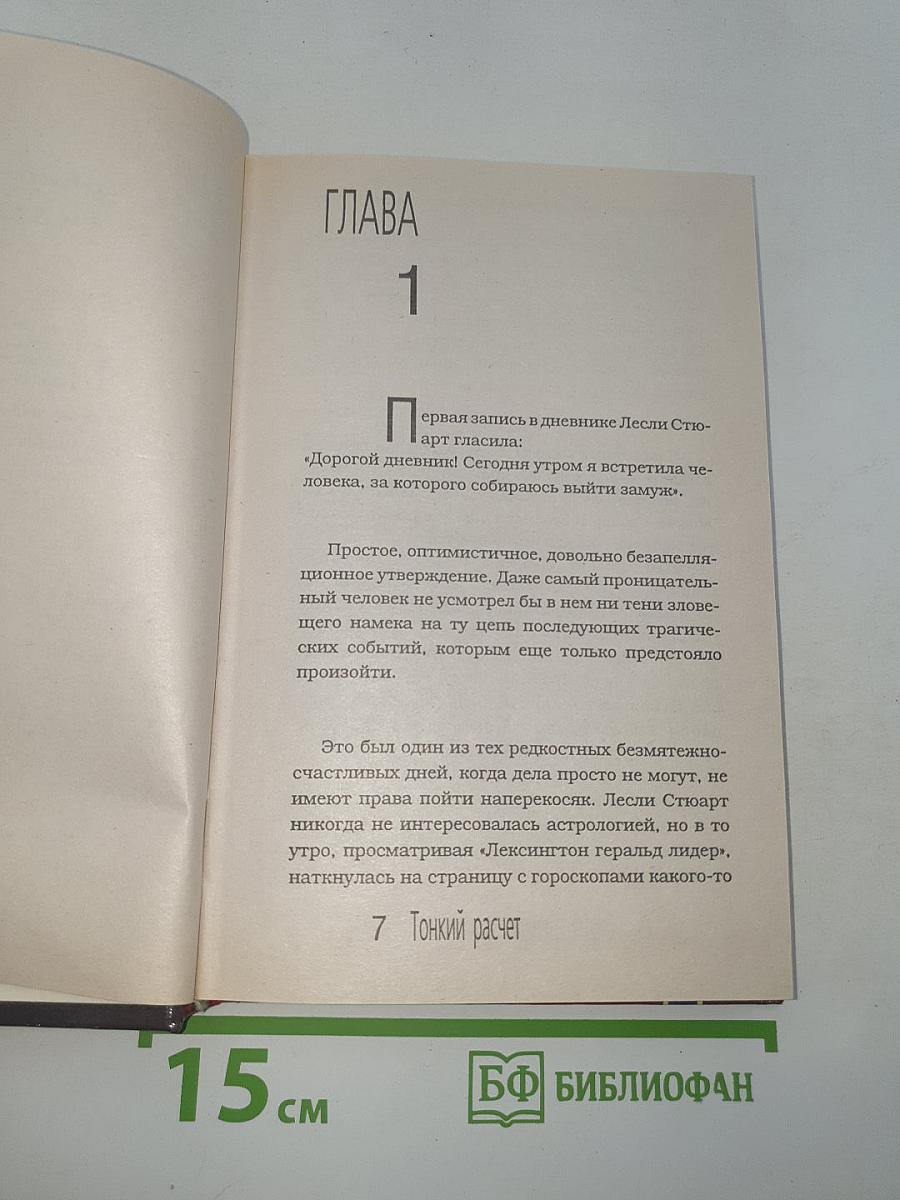 ГЛАВА
1
Первая запись в дневнике Лесли Стю-
арт гласила:
«Дорогой дневник! Сегодня утром я встретила че-
ловека, за которого собираюсь выйти замуж».
Простое, оптимистичное, довольно безапелля-
ционное утверждение. Даже самый проницатель-
ный человек не усмотрел бы в нем ни тени злове-
щего намека на ту цепь последующих трагиче-
ских событий, которым еще только предстояло
произойти.
Это был один из тех редкостных безмятежно-
счастливых дней, когда дела просто не могут, не
имеют права пойти наперекосяк. Лесли Стюарт
никогда не интересовалась астрологией, но в то
утро, просматривая «Лексингтон геральд лидер»,
наткнулась на страницу с гороскопами какого-то
7 Тонкий расчет
15 см
БФ БИБЛИОФАН